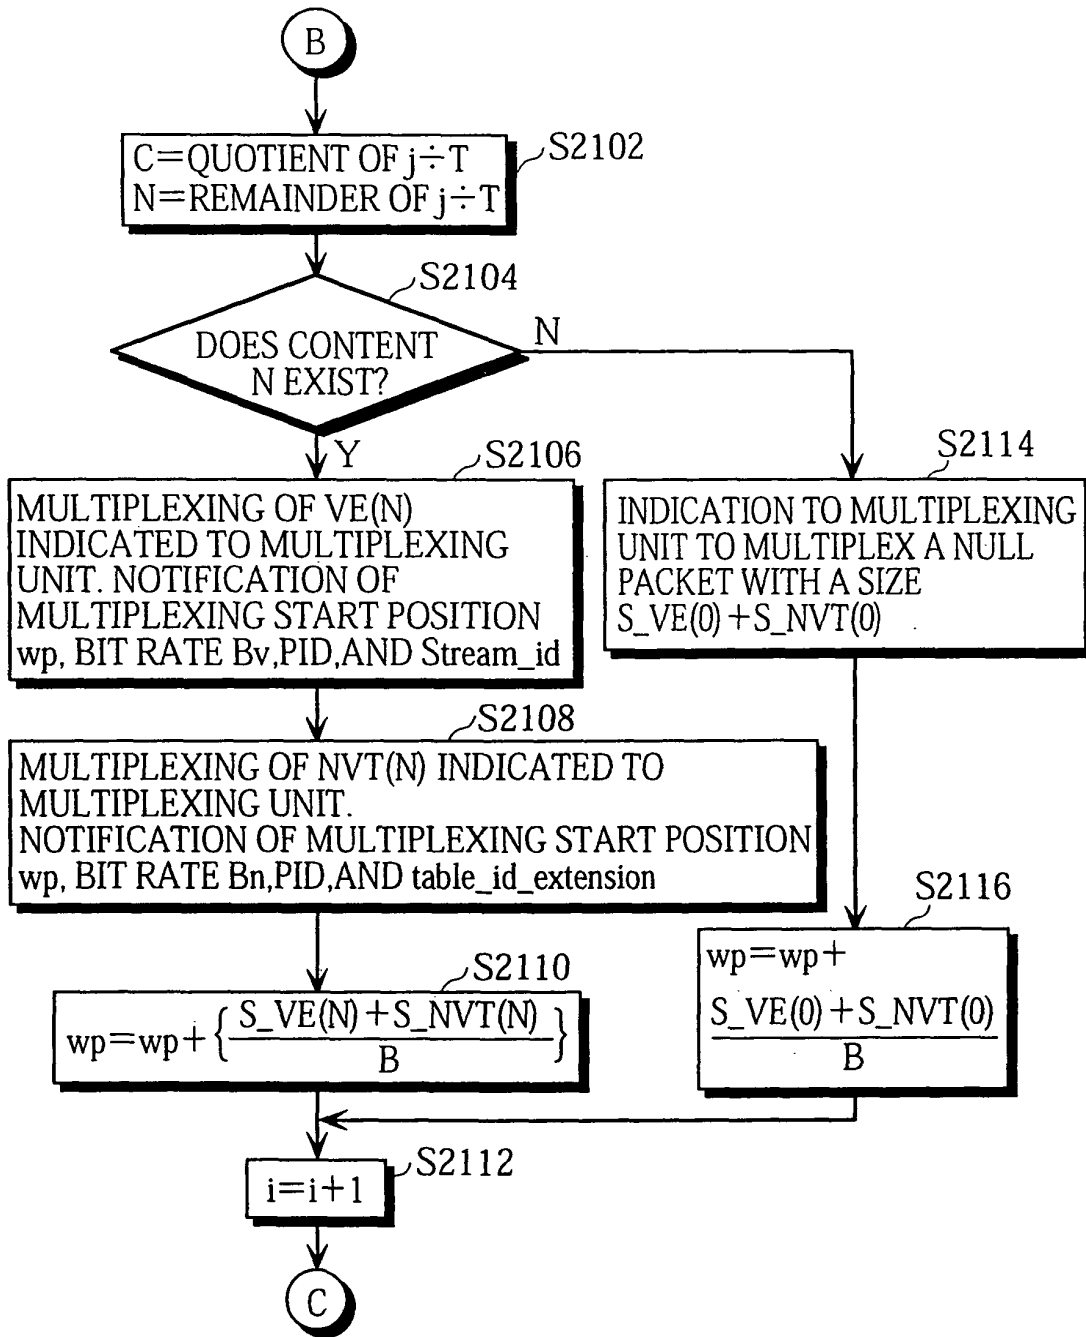 B
C=QUOTIENT OF j÷T
N=REMAINDER OF j÷T
S2102
S2104
DOES CONTENT
N EXIST?
N
Y
S2106
MULTIPLEXING OF VE(N)
INDICATED TO MULTIPLEXING
UNIT. NOTIFICATION OF
MULTIPLEXING START POSITION
wp, BIT RATE Bv,PID,AND Stream_id
S2114
INDICATION TO MULTIPLEXING
UNIT TO MULTIPLEX A NULL
PACKET WITH A SIZE
S_VE(0)+S_NVT(0)
S2108
MULTIPLEXING OF NVT(N) INDICATED TO
MULTIPLEXING UNIT.
NOTIFICATION OF MULTIPLEXING START POSITION
wp, BIT RATE Bn,PID,AND table_id_extension
S2110
wp=wp+{S_VE(N)+S_NVT(N)
B}
S2116
wp=wp+
S_VE(0)+S_NVT(0)
B
S2112
i=i+1
C